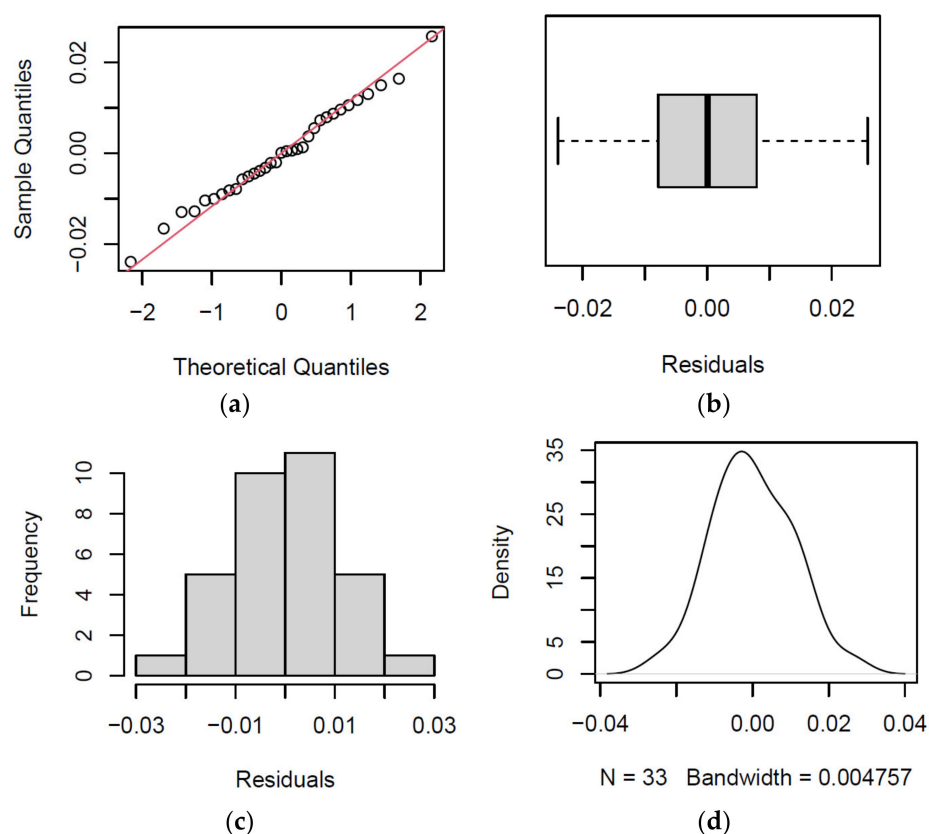 Sample Quantiles
0.02
0.00
−0.02
−2 −1 0 1 2
Theoretical Quantiles
(a)
−0.02 0.00 0.02
Residuals
(b)
Frequency
10
8
6
4
2
0
−0.03 −0.01 0.01 0.03
Residuals
(c)
Density
35
25
15
5
0
−0.04 0.00 0.02 0.04
N = 33 Bandwidth = 0.004757
(d)